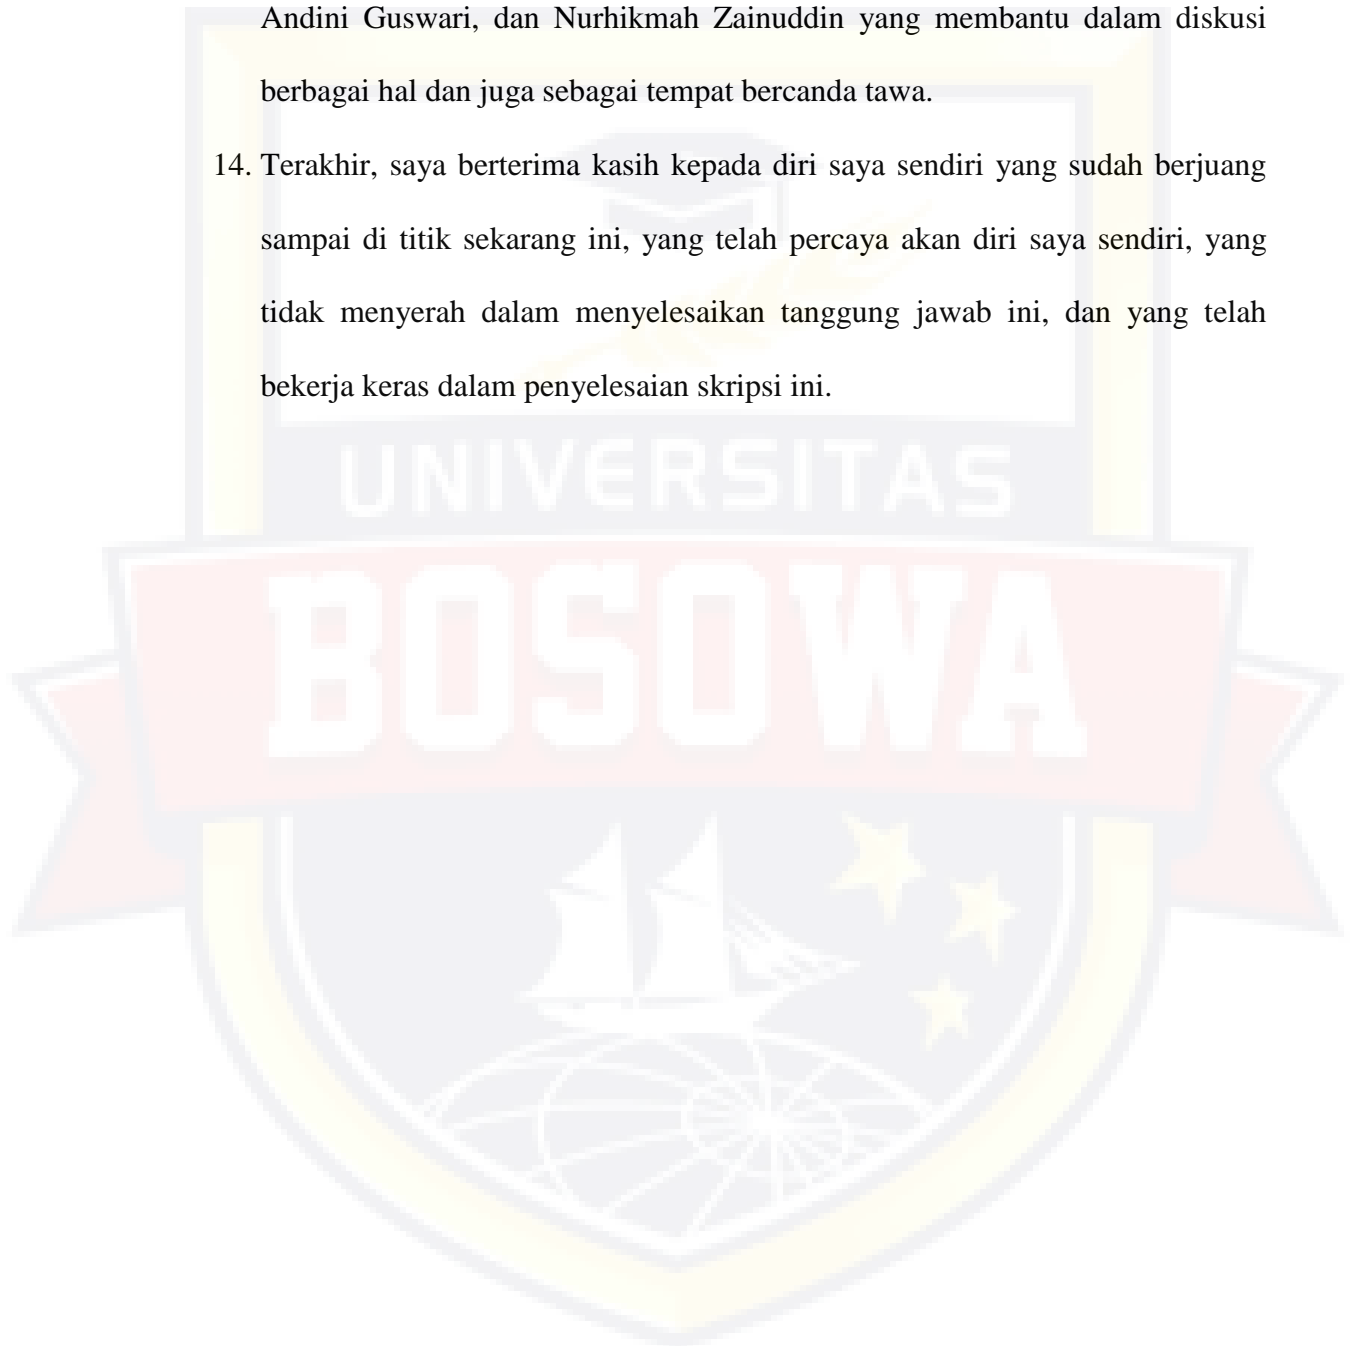 Andini Guswari, dan Nurhikmah Zainuddin yang membantu dalam diskusi
berbagai hal dan juga sebagai tempat bercanda tawa.
14. Terakhir, saya berterima kasih kepada diri saya sendiri yang sudah berjuang
sampai di titik sekarang ini, yang telah percaya akan diri saya sendiri, yang
tidak menyerah dalam menyelesaikan tanggung jawab ini, dan yang telah
bekerja keras dalam penyelesaian skripsi ini.
UNIVERSITAS
BOSOWA